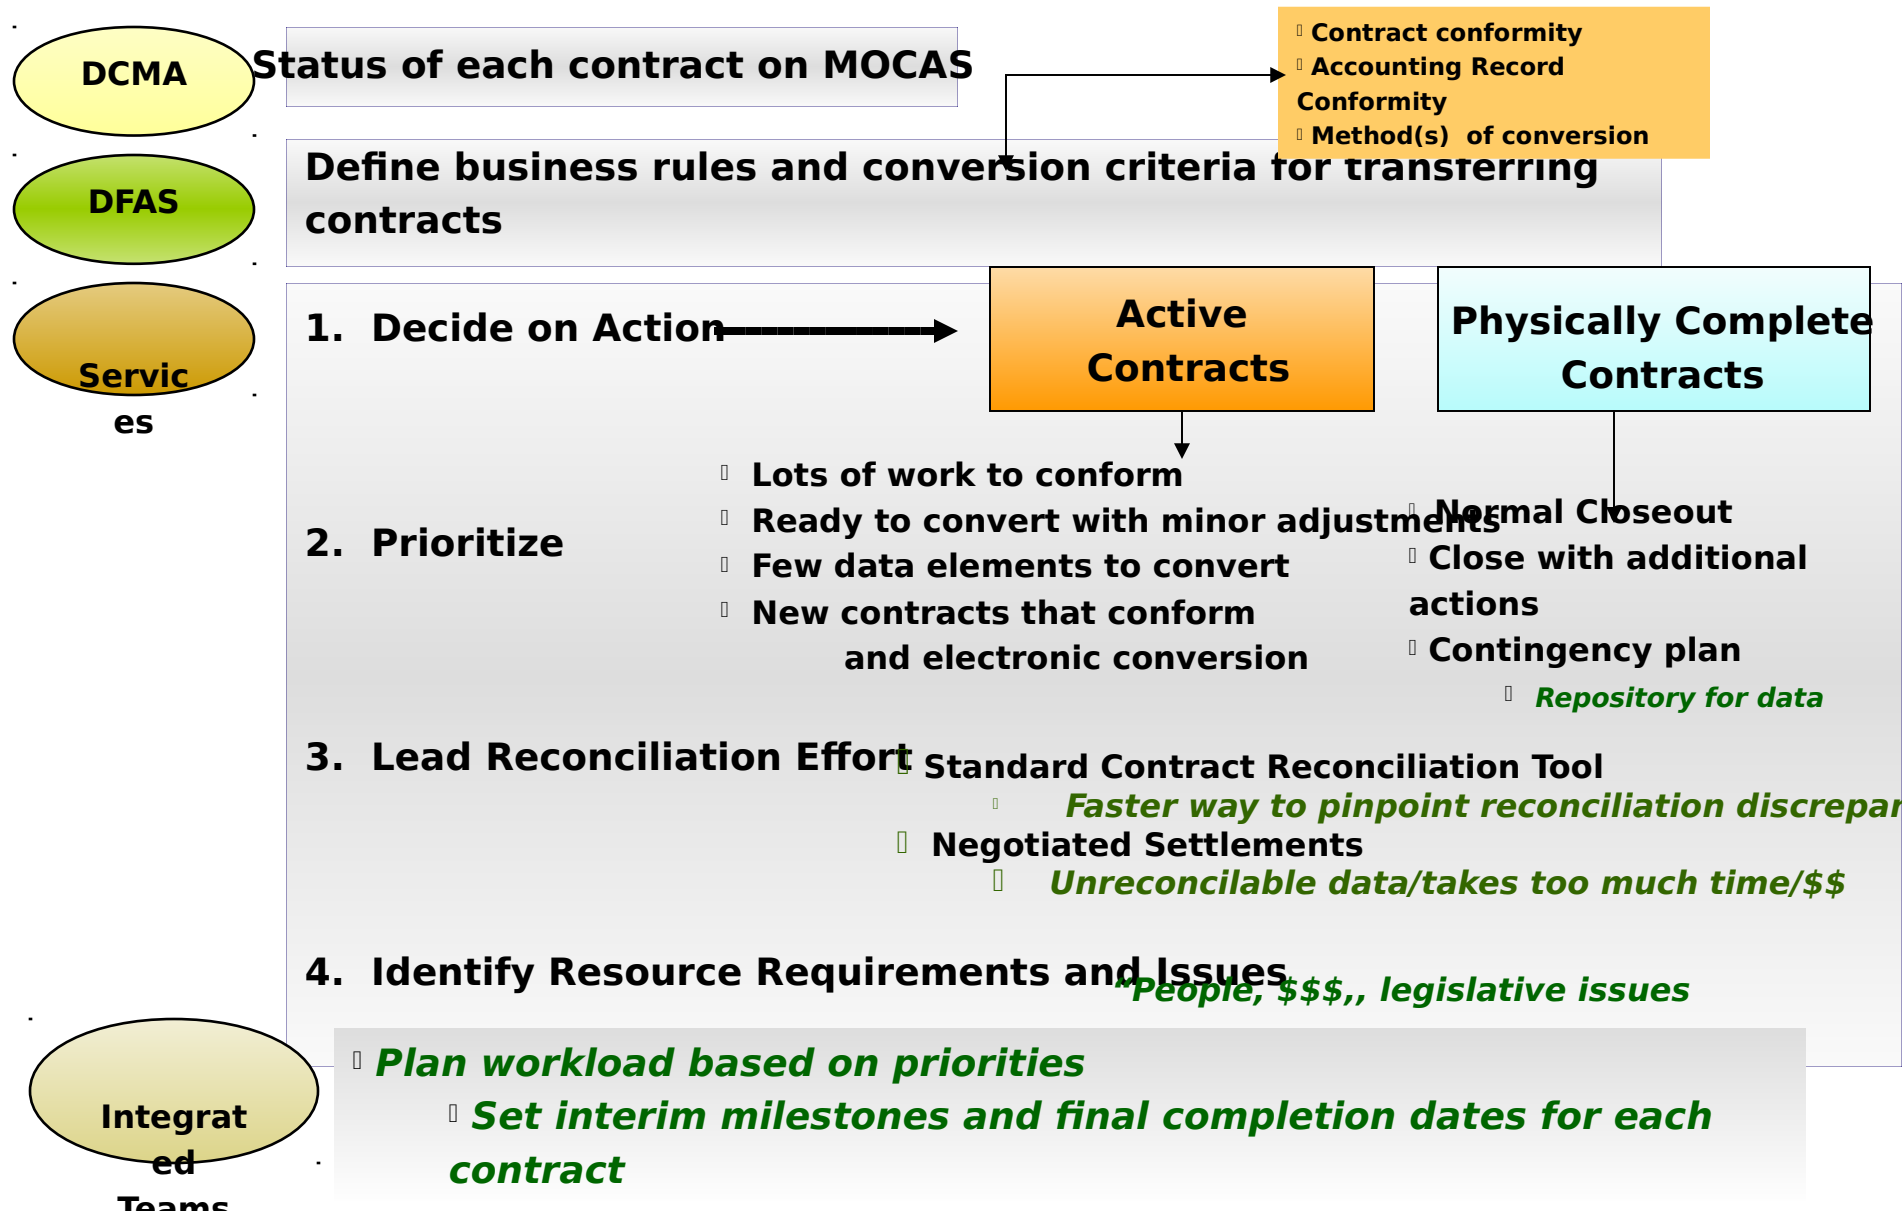 DCMA
Status of each contract on MOCAS
Contract conformity
Accounting Record
Conformity
Method(s) of conversion
DFAS
Define business rules and conversion criteria for transferring
contracts
Servic
es
1. Decide on Action
Active
Contracts
Physically Complete
Contracts
2. Prioritize
Lots of work to conform
Ready to convert with minor adjustments
Few data elements to convert
New contracts that conform
and electronic conversion
Normal Closeout
Close with additional
actions
Contingency plan
Repository for data
3. Lead Reconciliation Effort
Standard Contract Reconciliation Tool
Faster way to pinpoint reconciliation
Negotiated Settlements
Unreconcilable data/takes too much time/$$
4. Identify Resource Requirements and Issues
“People, $$$,, legislative issues
Integrat
ed
Teams
Plan workload based on priorities
Set interim milestones and final completion dates for each
contract